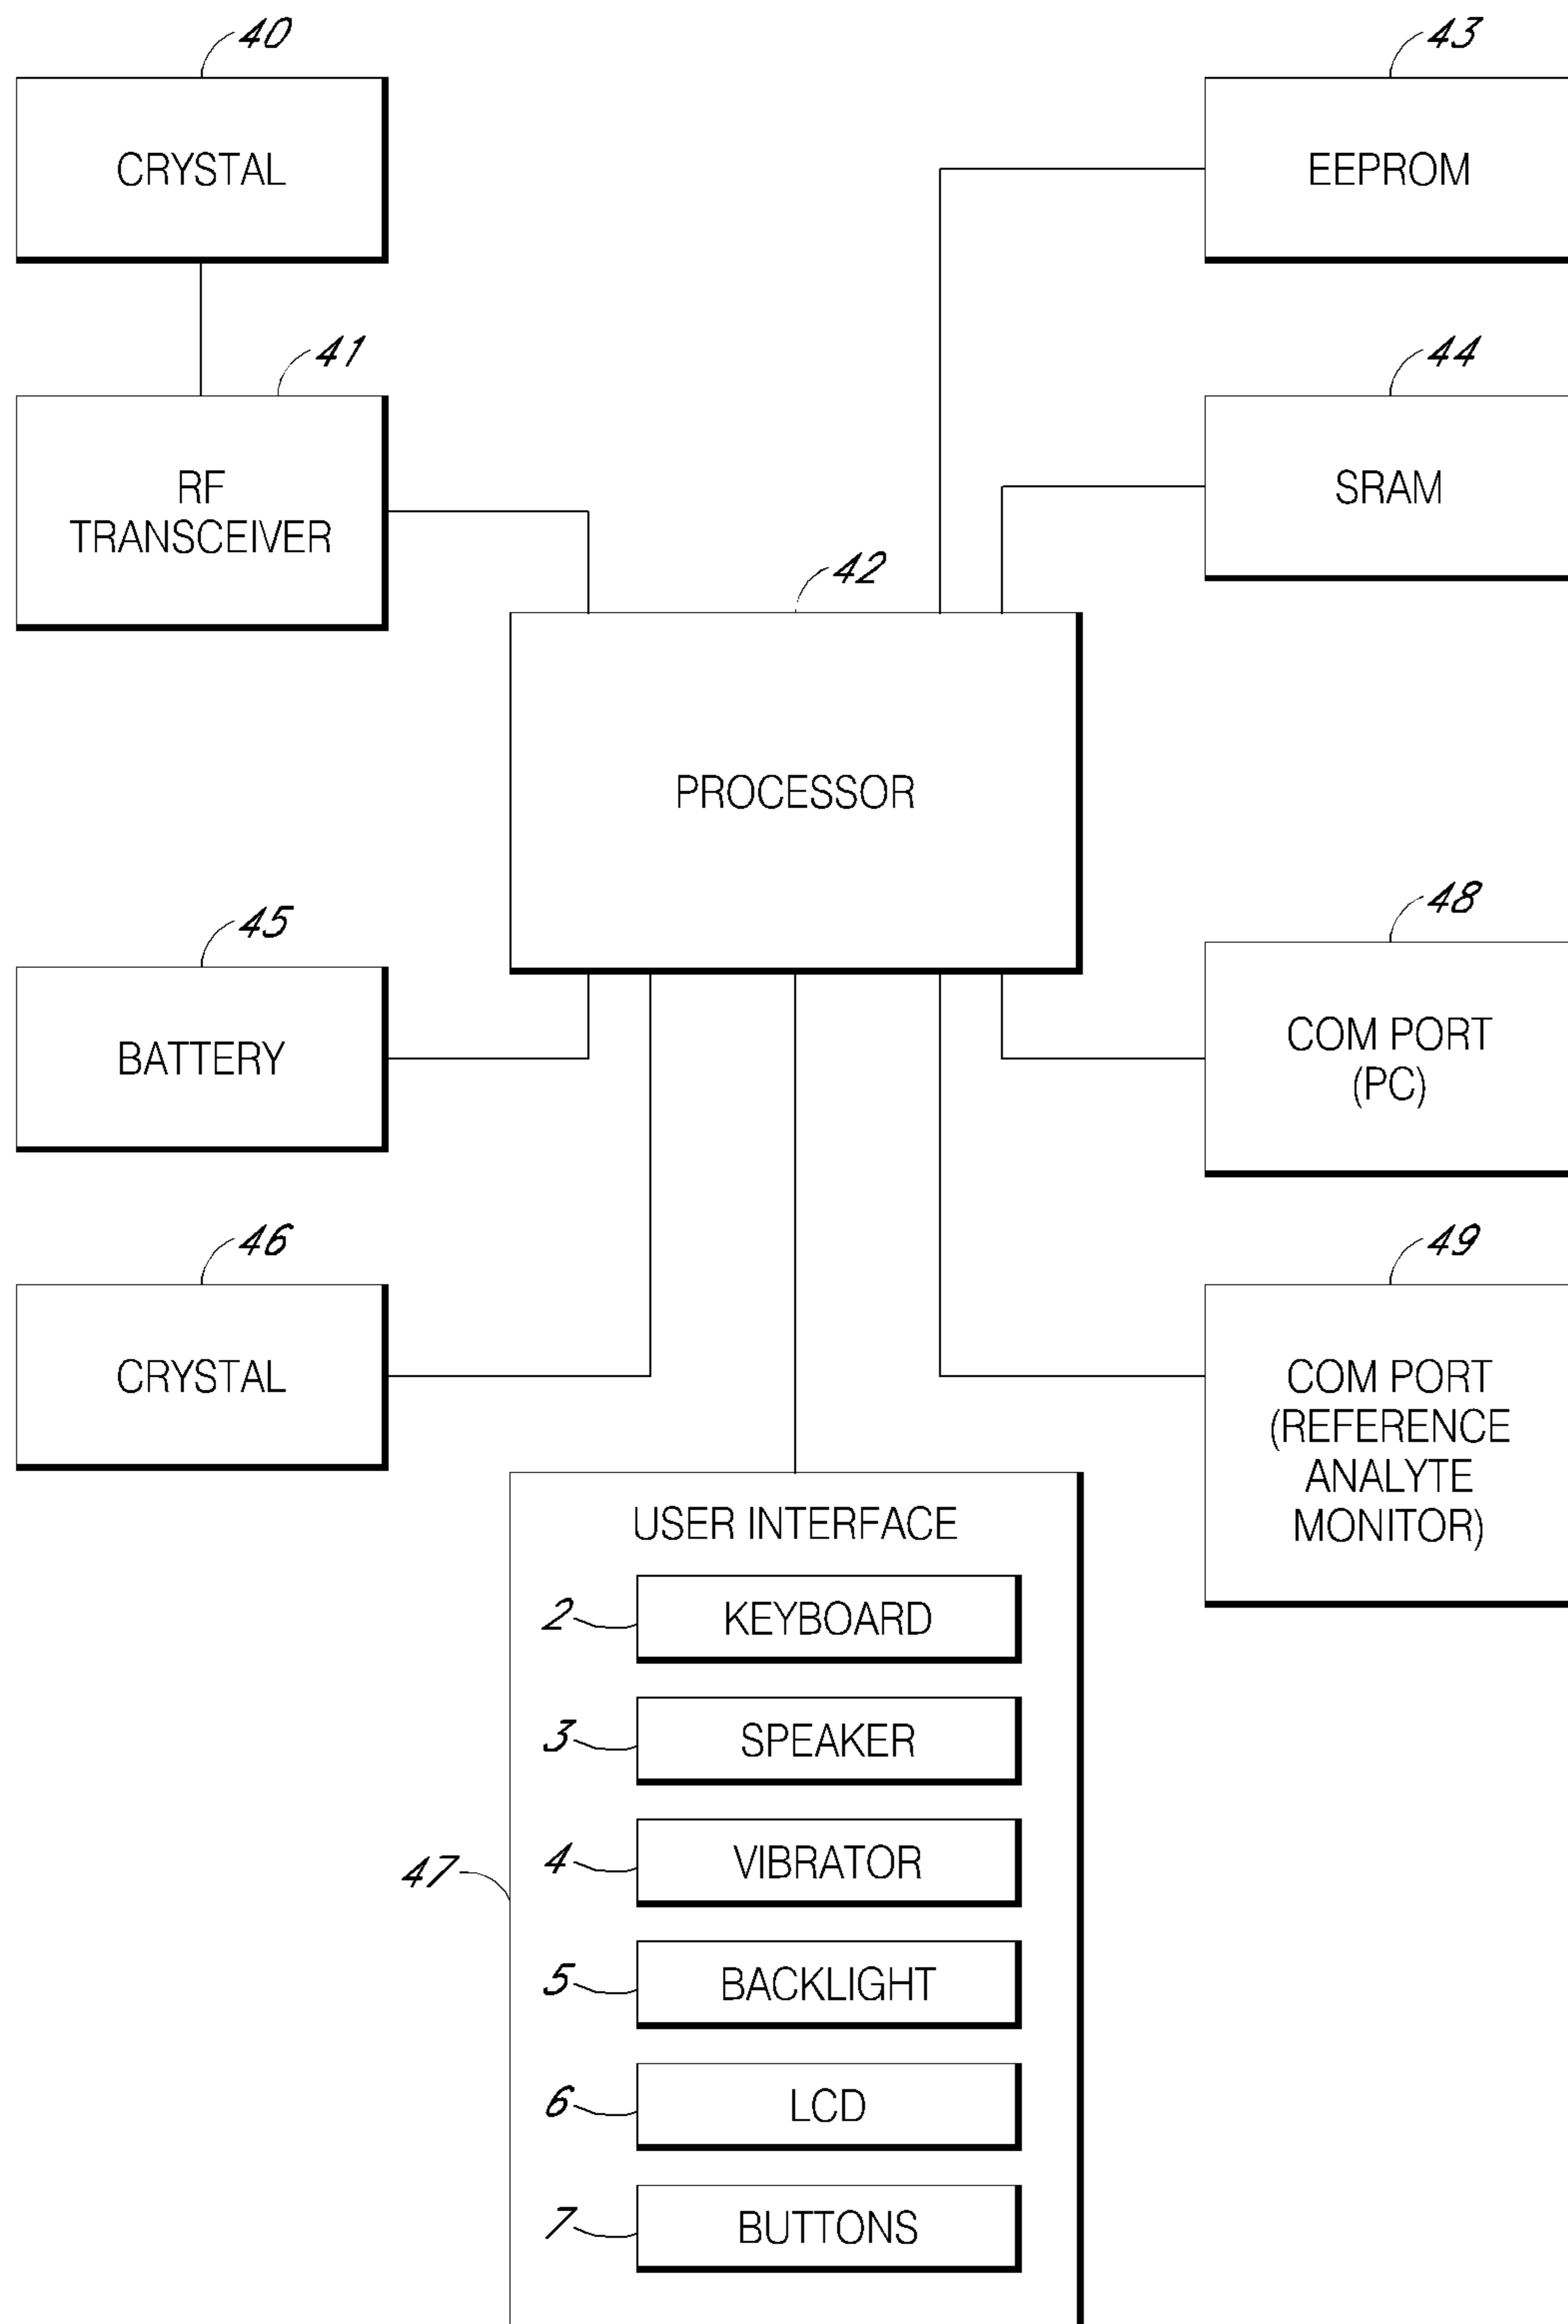 40
CRYSTAL
43
EEPROM
41
RF
TRANSCEIVER
44
SRAM
42
PROCESSOR
45
BATTERY
48
COM PORT
(PC)
46
CRYSTAL
49
COM PORT
(REFERENCE
ANALYTE
MONITOR)
47
USER INTERFACE
2
KEYBOARD
3
SPEAKER
4
VIBRATOR
5
BACKLIGHT
6
LCD
7
BUTTONS